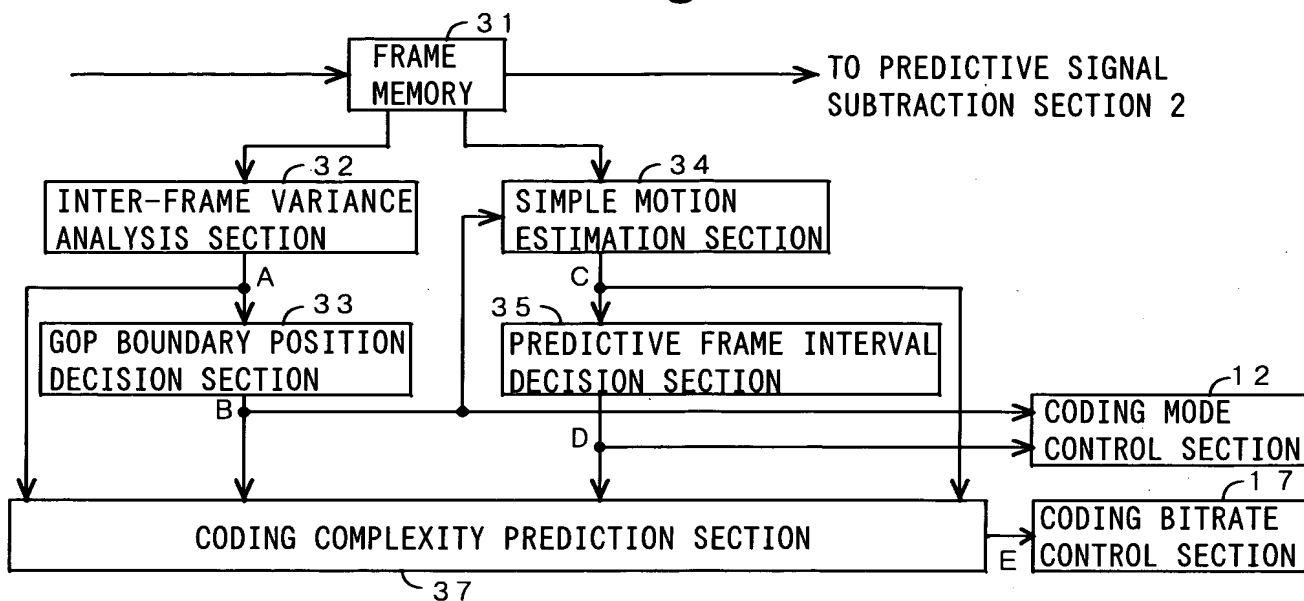 31
FRAME
MEMORY
TO PREDICTIVE SIGNAL
SUBTRACTION SECTION 2
32
INTER-FRAME VARIANCE
ANALYSIS SECTION
34
SIMPLE MOTION
ESTIMATION SECTION
A
C
33
GOP BOUNDARY POSITION
DECISION SECTION
35
PREDICTIVE FRAME INTERVAL
DECISION SECTION
B
D
12
CODING MODE
CONTROL SECTION
CODING COMPLEXITY PREDICTION SECTION
37
E
17
CODING BITRATE
CONTROL SECTION